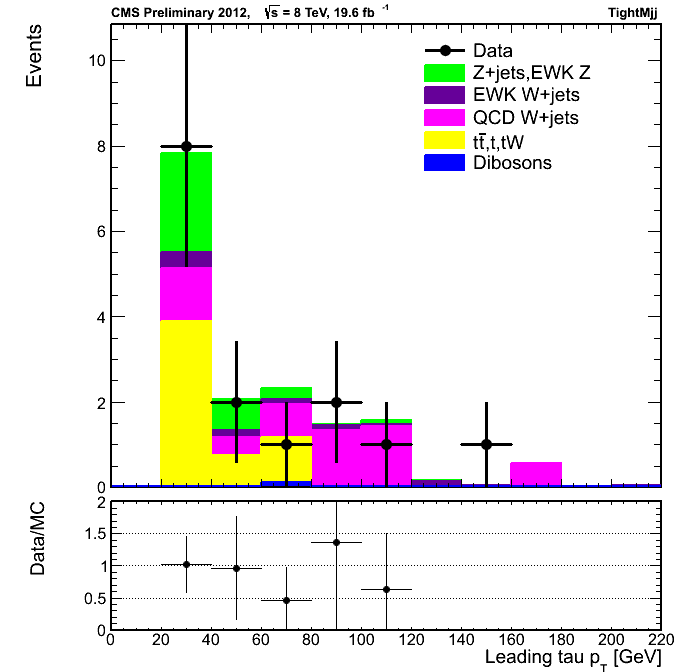 CMS Preliminary 2012, √s = 8 TeV, 19.6 fb -1 TightMjj
Events
10
8
6
4
2
0
Data
Z+jets,EWK Z
EWK W+jets
QCD W+jets
tt̄,t,tW
Dibosons
Data/MC
2
1.5
1
0.5
0
0 20 40 60 80 100 120 140 160 180 200 220
Leading tau pT [GeV]